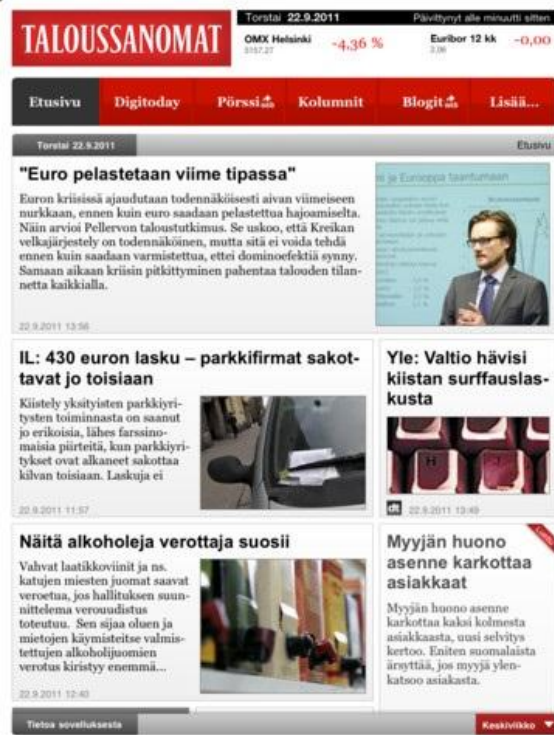 TALOUSSANOMAT
Torstai 22.9.2011
Päivittynyt alle minuutti sitten
OMX Helsinki
5157,27
-4,36 %
Euribor 12 kk
2,08
-0,00
Etusivu
Digitoday
Pörssi
Kolumnit
Blogit
Lisää...
Torstai 22.9.2011
Etusivu
"Euro pelastetaan viime tipassa"
Euron kriisissä ajaudutaan todennäköisesti aivan viimeiseen
nurkkaan, ennen kuin euro saadaan pelastettua hajoamiselta.
Näin arvioi Pellervon taloustutkimus. Se uskoo, että Kreikan
velkajärjestely on todennäköinen, mutta sitä ei voida tehdä
ennen kuin saadaan varmistettua, ettei dominoefektiä synny.
Samaan aikaan kriisin pitkittyminen pahentaa talouden tilan-
netta kaikkialla.
22.9.2011 13:56
ni ja Eurooppa taantumaan
IL: 430 euron lasku – parkkifirmat sakot-
tavat jo toisiaan
Kiistely yksityisten parkkiyri-
tysten toiminnasta on saanut
jo erikoisia, lähes farssino-
maisia piirteitä, kun parkkiyri-
tykset ovat alkaneet sakottaa
kilvan toisiaan. Laskuja ei
22.9.2011 11:57
Yle: Valtio hävisi
kiistan surffauslas-
kusta
H
J
dt
22.9.2011 13:49
Näitä alkoholeja verottaja suosii
Vahvat laatikkoviinit ja ns.
katujen miesten juomat saavat
veroetua, jos hallituksen suun-
nittelema verouudistus
toteutuu. Sen sijaa oluen ja
mietojen käymisteitse valmis-
tettujen alkoholijuomien
verotus kiristyy enemmä...
22.9.2011 12:40
Myyjän huono
asenne karkottaa
asiakkaat
Myyjän huono asenne
karkottaa kaksi kolmesta
asiakkaasta, uusi selvitys
kertoo. Eniten suomalaista
ärsyttää, jos myyjä ylen-
katsoo asiakasta.
Tietoa sovelluksesta
Keskiviikko